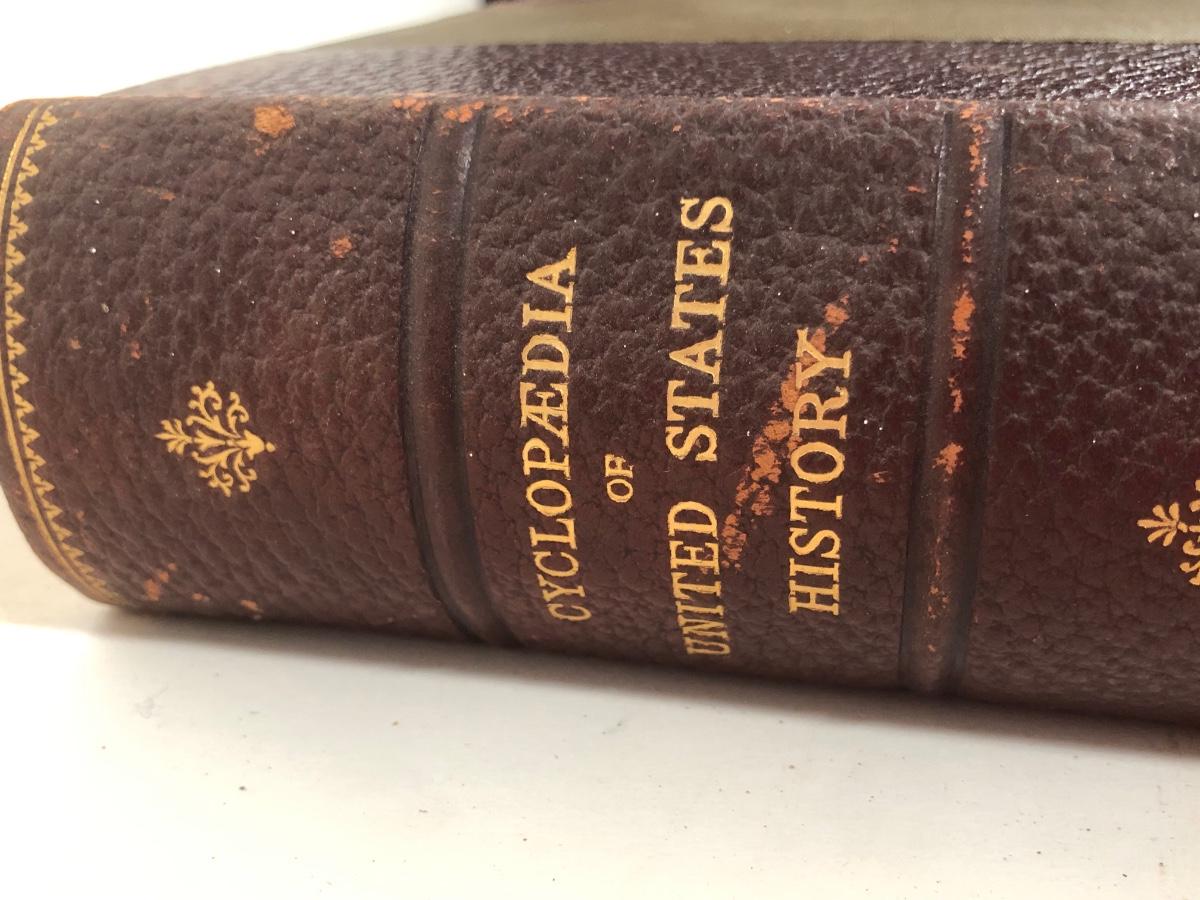 CYCLOPÆDIA
OF
UNITED STATES
HISTORY